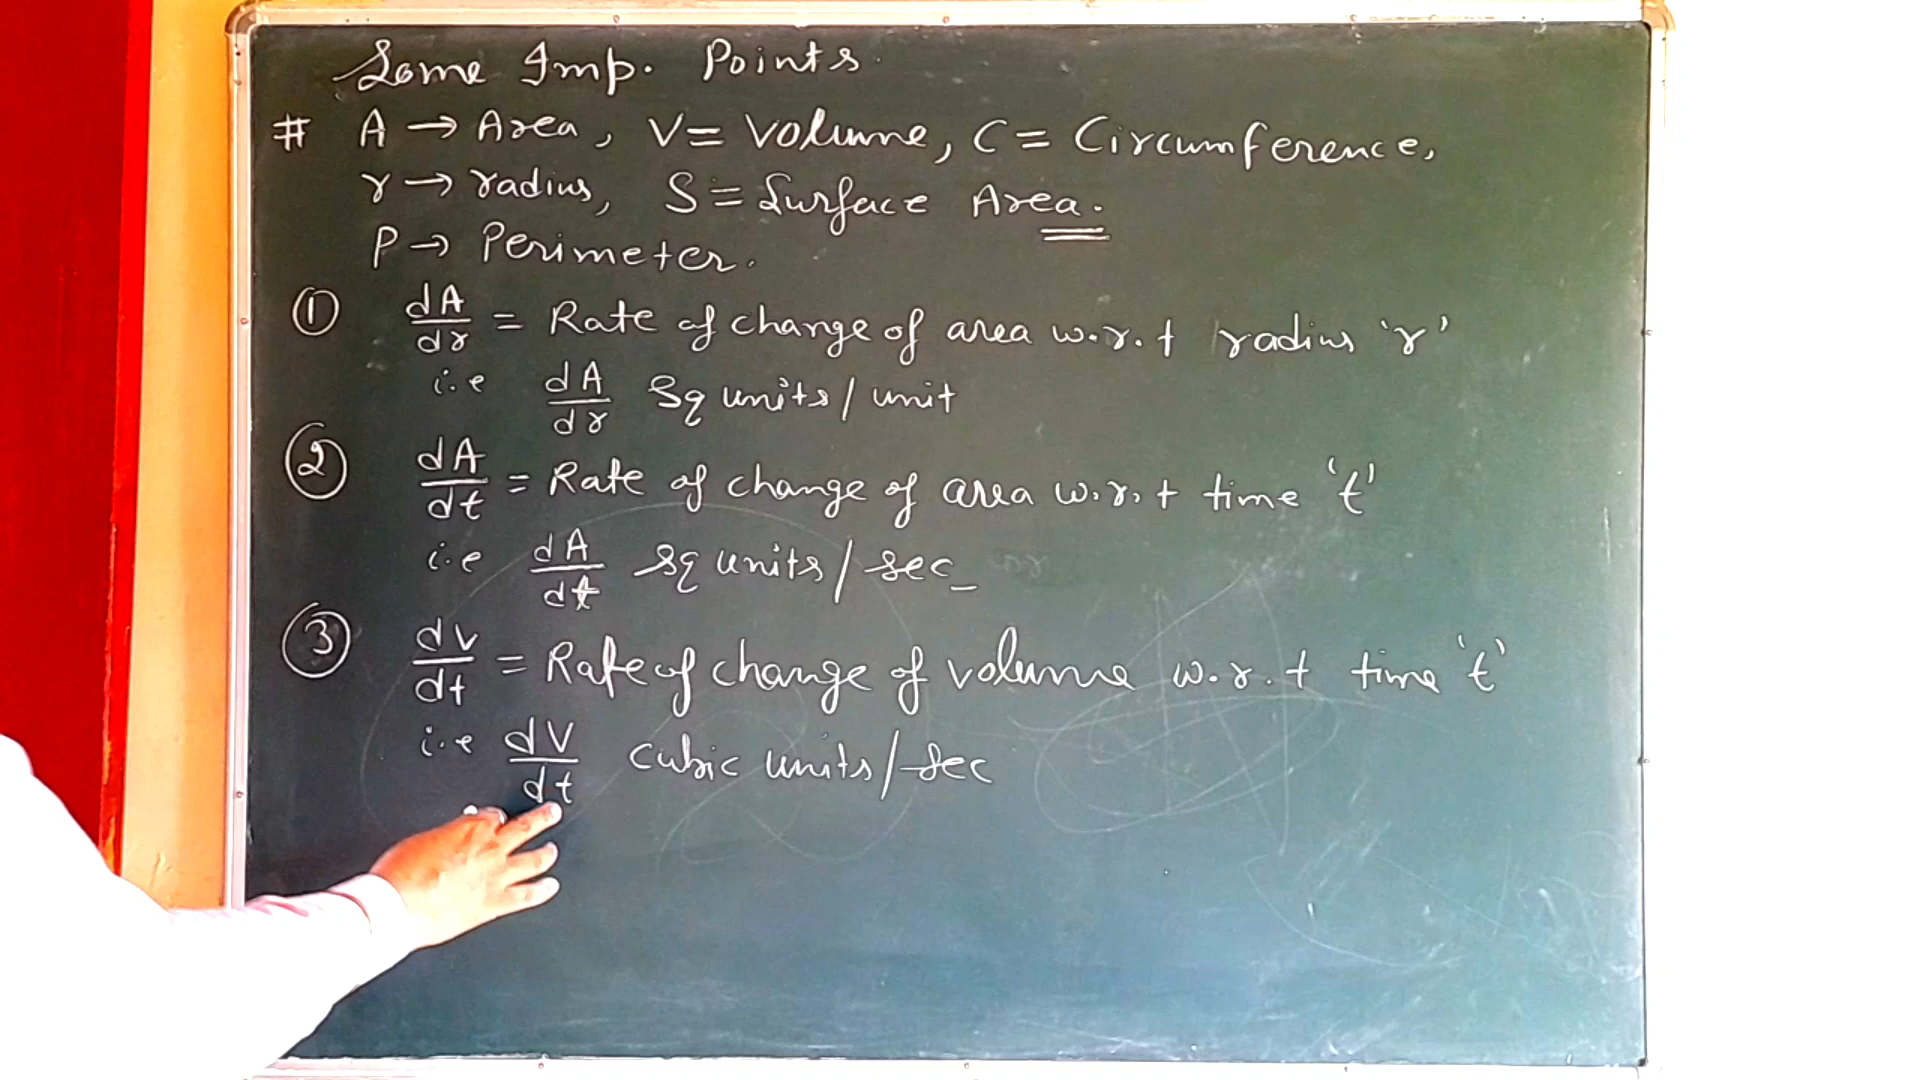 Some Imp. Points.
# A → Area, V = Volume, C = Circumference,
r → radius, S = Surface Area.
P → Perimeter.
① dA/dr = Rate of change of area w.r.t radius 'r'
i.e dA/dr Sq units/unit
② dA/dt = Rate of change of area w.r.t time 't'
i.e dA/dt sq units/sec
③ dv/dt = Rate of change of volume w.r.t time 't'
i.e dV/dt Cubic units/sec